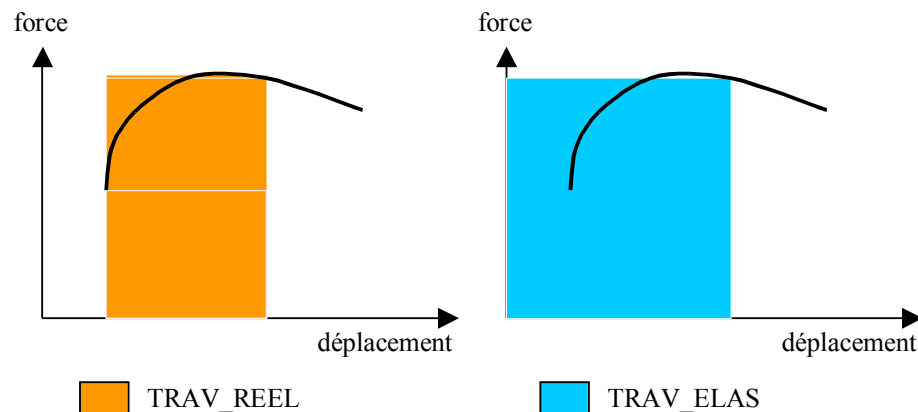 force
force
déplacement
déplacement
TRAV_REEL
TRAV_ELAS